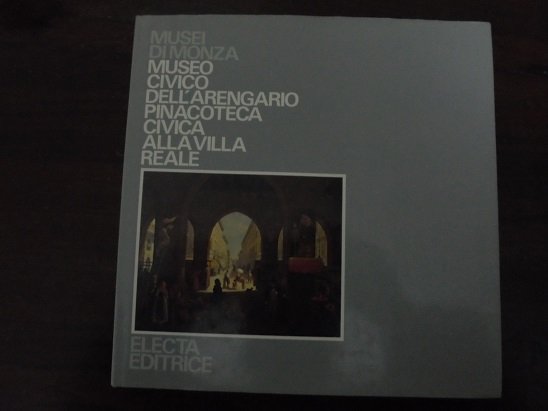 MUSEI
DI MONZA
MUSEO
CIVICO
DELL'ARENGARIO
PINACOTECA
CIVICA
ALLA VILLA
REALE
ELECTA
EDITRICE